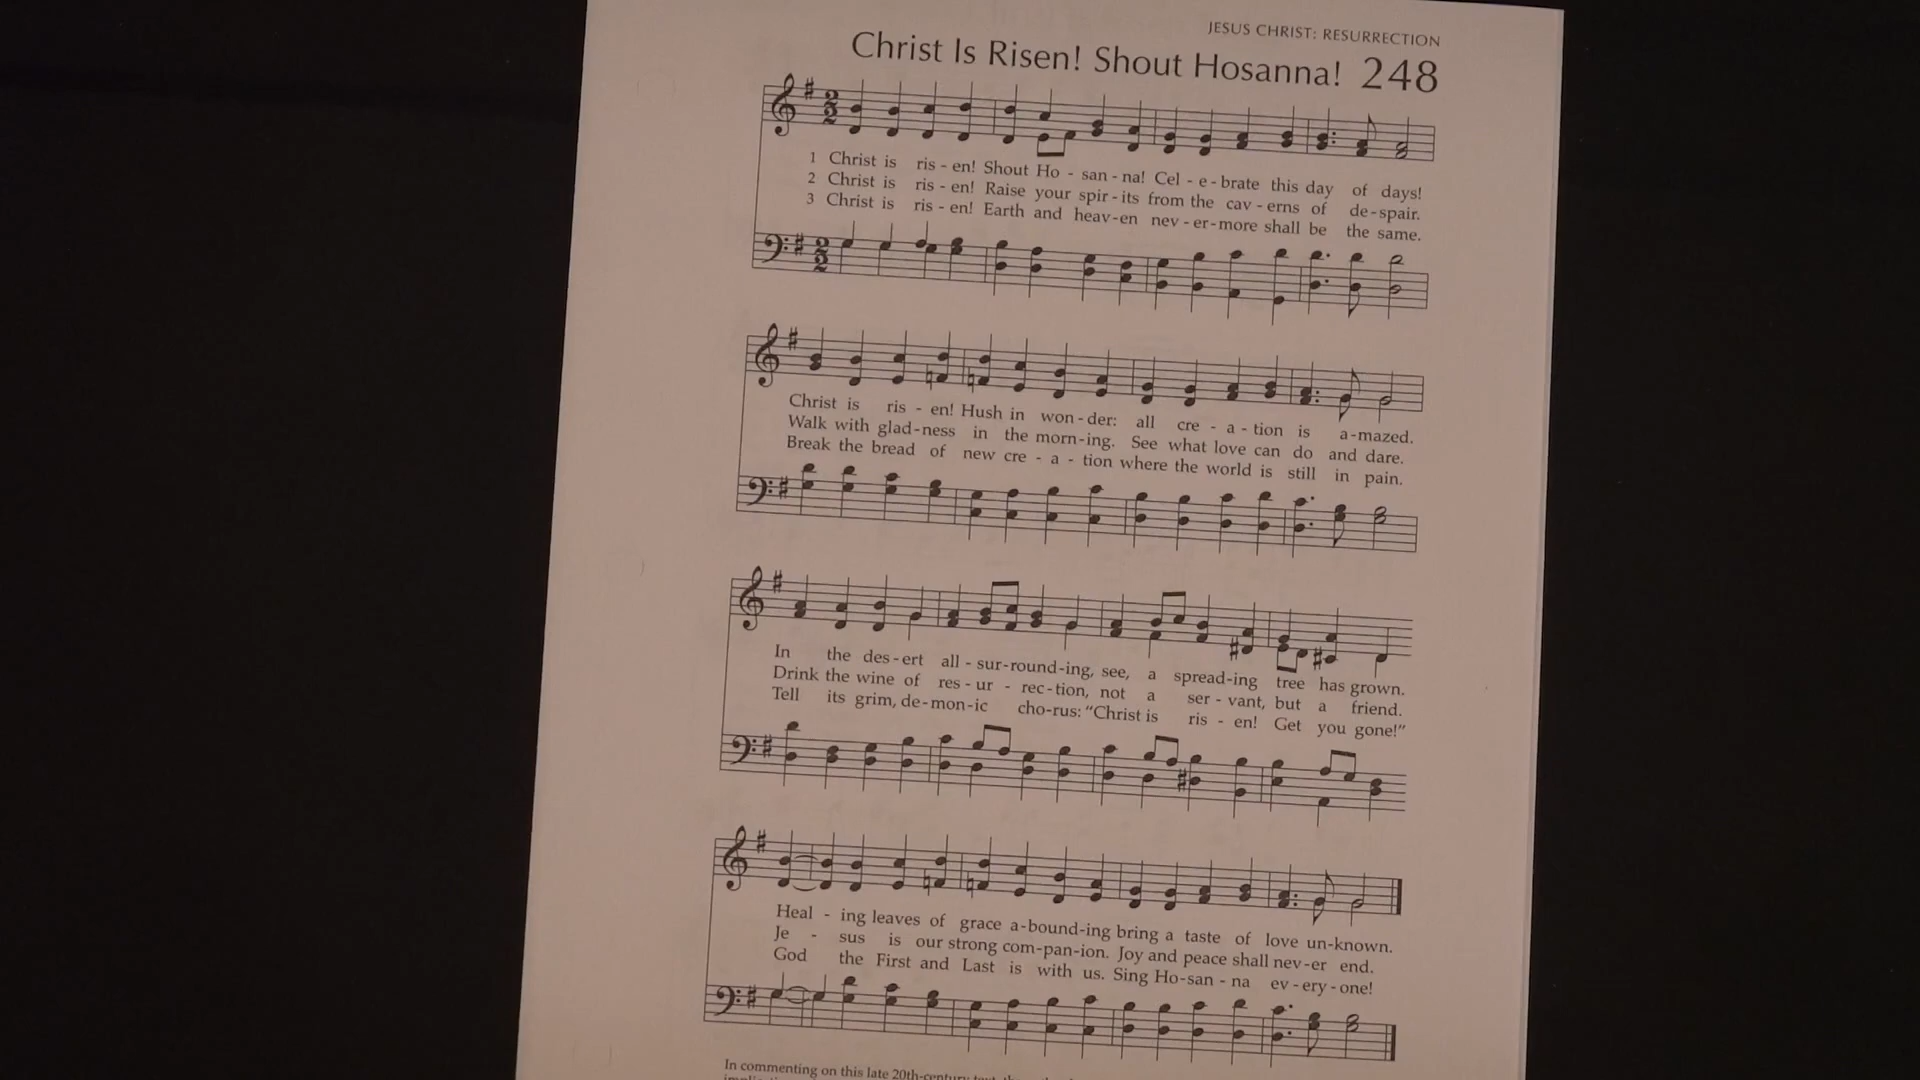 JESUS CHRIST: RESURRECTION
Christ Is Risen! Shout Hosanna! 248
1 Christ is ris - en! Shout Ho - san - na! Cel - e - brate this day of days!
2 Christ is ris - en! Raise your spir - its from the cav - erns of de - spair.
3 Christ is ris - en! Earth and heav - en nev - er - more shall be the same.
Christ is ris - en! Hush in won - der: all cre - a - tion is a - mazed.
Walk with glad - ness in the morn - ing. See what love can do and dare.
Break the bread of new cre - a - tion where the world is still in pain.
In the des - ert all - sur - round - ing, see, a spread - ing tree has grown.
Drink the wine of res - ur - rec - tion, not a ser - vant, but a friend.
Tell its grim, de - mon - ic cho - rus: “Christ is ris - en! Get you gone!”
Heal - ing leaves of grace a - bound - ing bring a taste of love un - known.
Je - sus is our strong com - pan - ion. Joy and peace shall nev - er end.
God the First and Last is with us. Sing Ho - san - na ev - ery - one!
In commenting on this late 20th-century text,